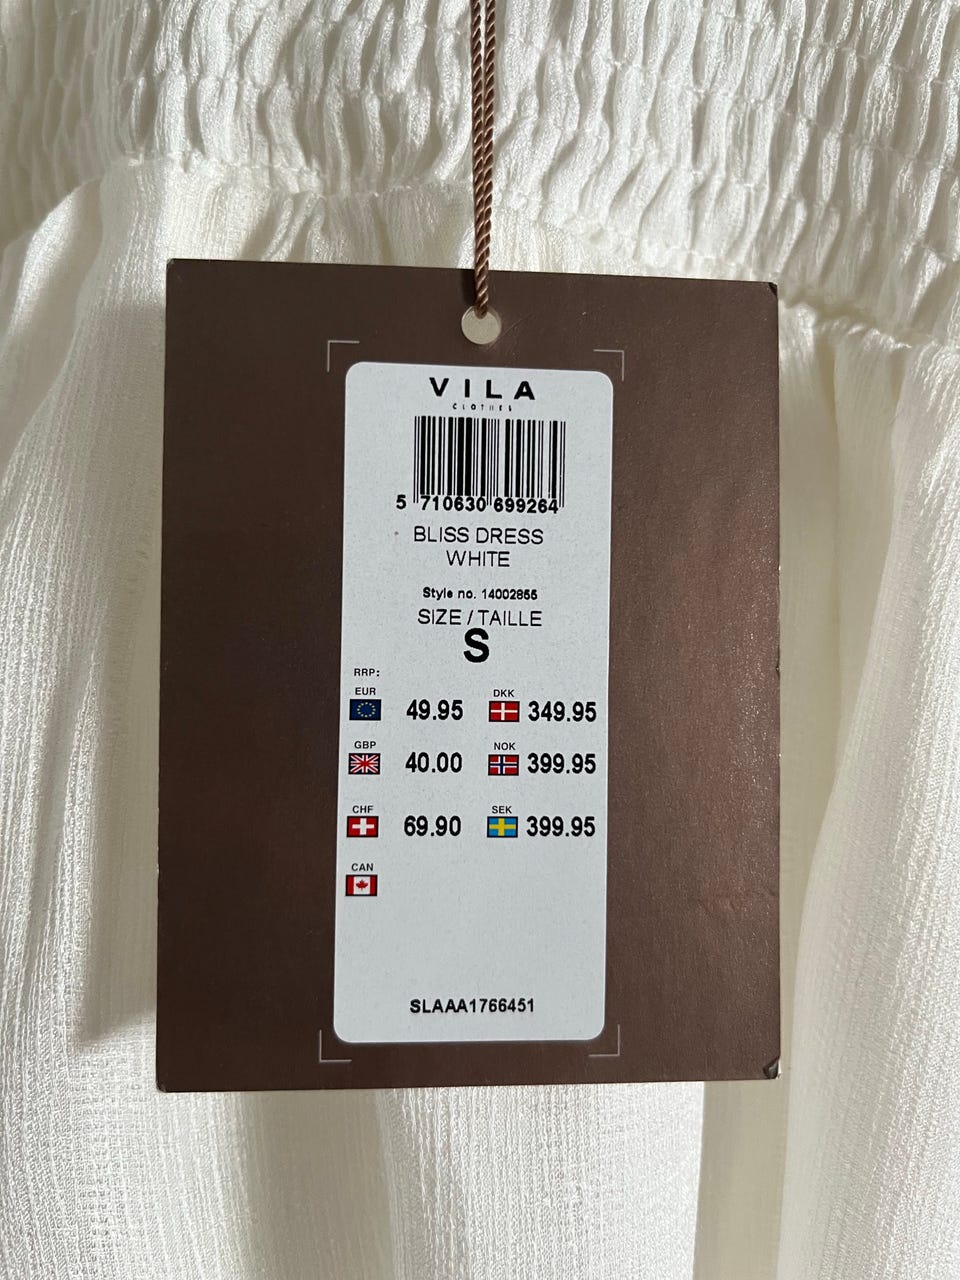 VILA
CLOTHES
5 710630 699264
BLISS DRESS
WHITE
Style no. 14002855
SIZE / TAILLE
S
RRP:
EUR 49.95 DKK 349.95
GBP 40.00 NOK 399.95
CHF 69.90 SEK 399.95
CAN
SLAAA1766451